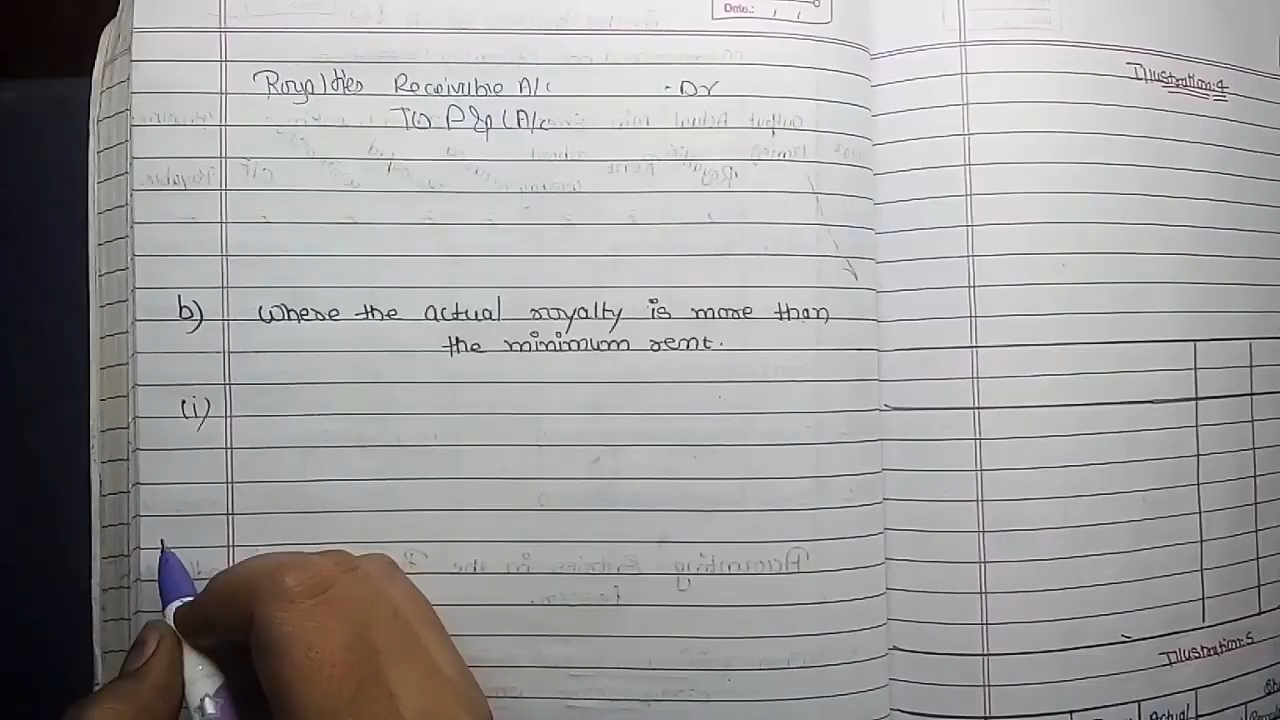 Date: / /
Royalties Receivable A/c - Dr
To P&L A/c
b) where the actual royalty is more than
the minimum rent.
(i)
Illustration:4
Illustration:5
Actual